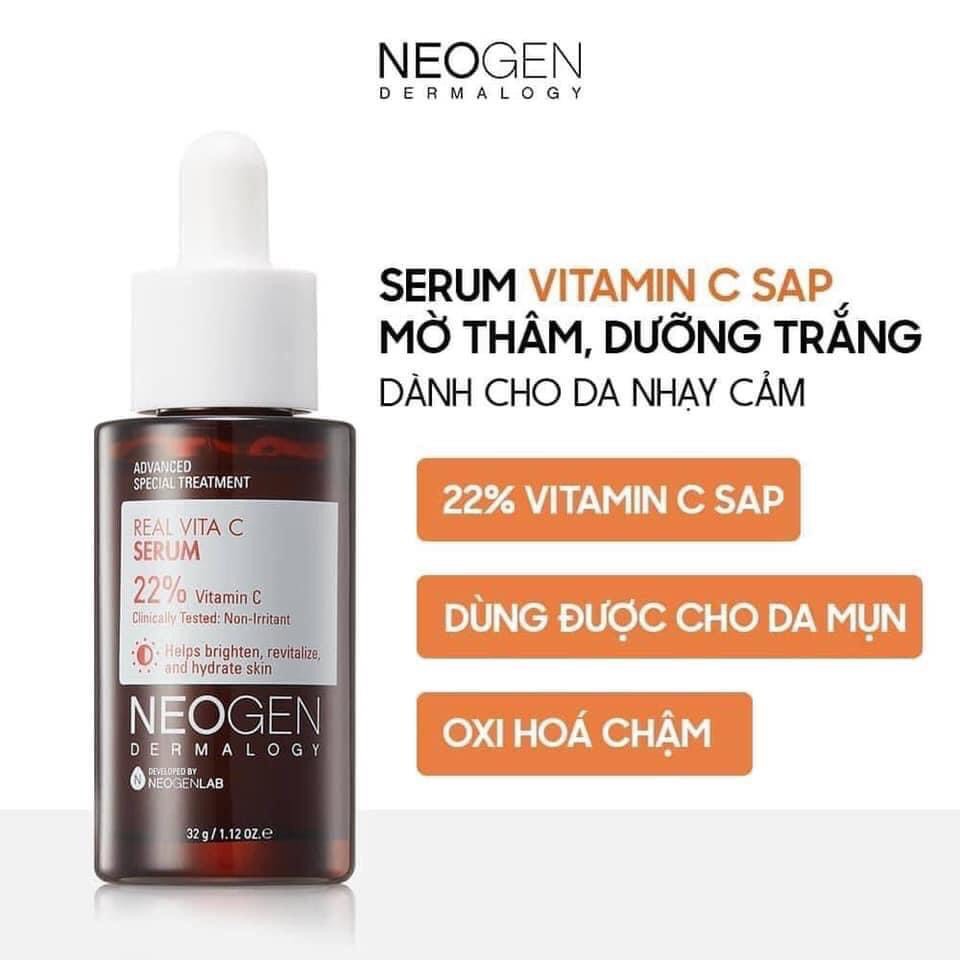 NEOGEN
DERMALOGY
SERUM VITAMIN C SAP
MỜ THÂM, DƯỠNG TRẮNG
DÀNH CHO DA NHẠY CẢM
22% VITAMIN C SAP
DÙNG ĐƯỢC CHO DA MỤN
OXI HOÁ CHẬM
ADVANCED
SPECIAL TREATMENT
REAL VITA C
SERUM
22% Vitamin C
Clinically Tested: Non-Irritant
Helps brighten, revitalize,
and hydrate skin
NEOGEN
DERMALOGY
N
DEVELOPED BY
NEOGENLAB
32 g / 1.12 OZ.℮